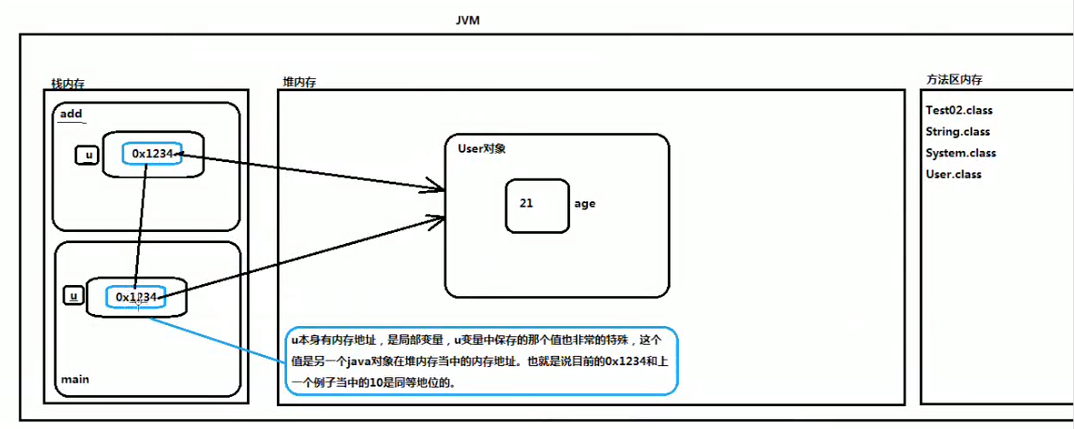 JVM
栈内存
add
u
0x1234
u
0x1234
main
堆内存
User对象
21
age
u本身有内存地址，是局部变量，u变量中保存的那个值也非常的特殊，这个
值是另一个java对象在堆内存当中的内存地址。也就是说目前的0x1234和上
一个例子当中的10是同等地位的。
方法区内存
Test02.class
String.class
System.class
User.class